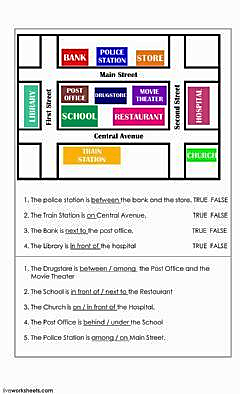 BANK
POLICE
STATION
STORE
Main Street
LIBRARY
First Street
POST
OFFICE
DRUGSTORE
MOVIE
THEATER
Second Street
HOSPITAL
SCHOOL
RESTAURANT
Central Avenue
TRAIN
STATION
CHURCH
1. The police station is between the bank and the store. TRUE FALSE
2. The Train Station is on Central Avenue. TRUE FALSE
3. The Bank is next to the post office. TRUE FALSE
4. The Library is in front of the hospital TRUE FALSE
1. The Drugstore is between / among the Post Office and the
Movie Theater
2. The School is in front of / next to the Restaurant
3. The Church is on / in front of the Hospital.
4. The Post Office is behind / under the School
5. The Police Station is among / on Main Street.
liveworksheets.com